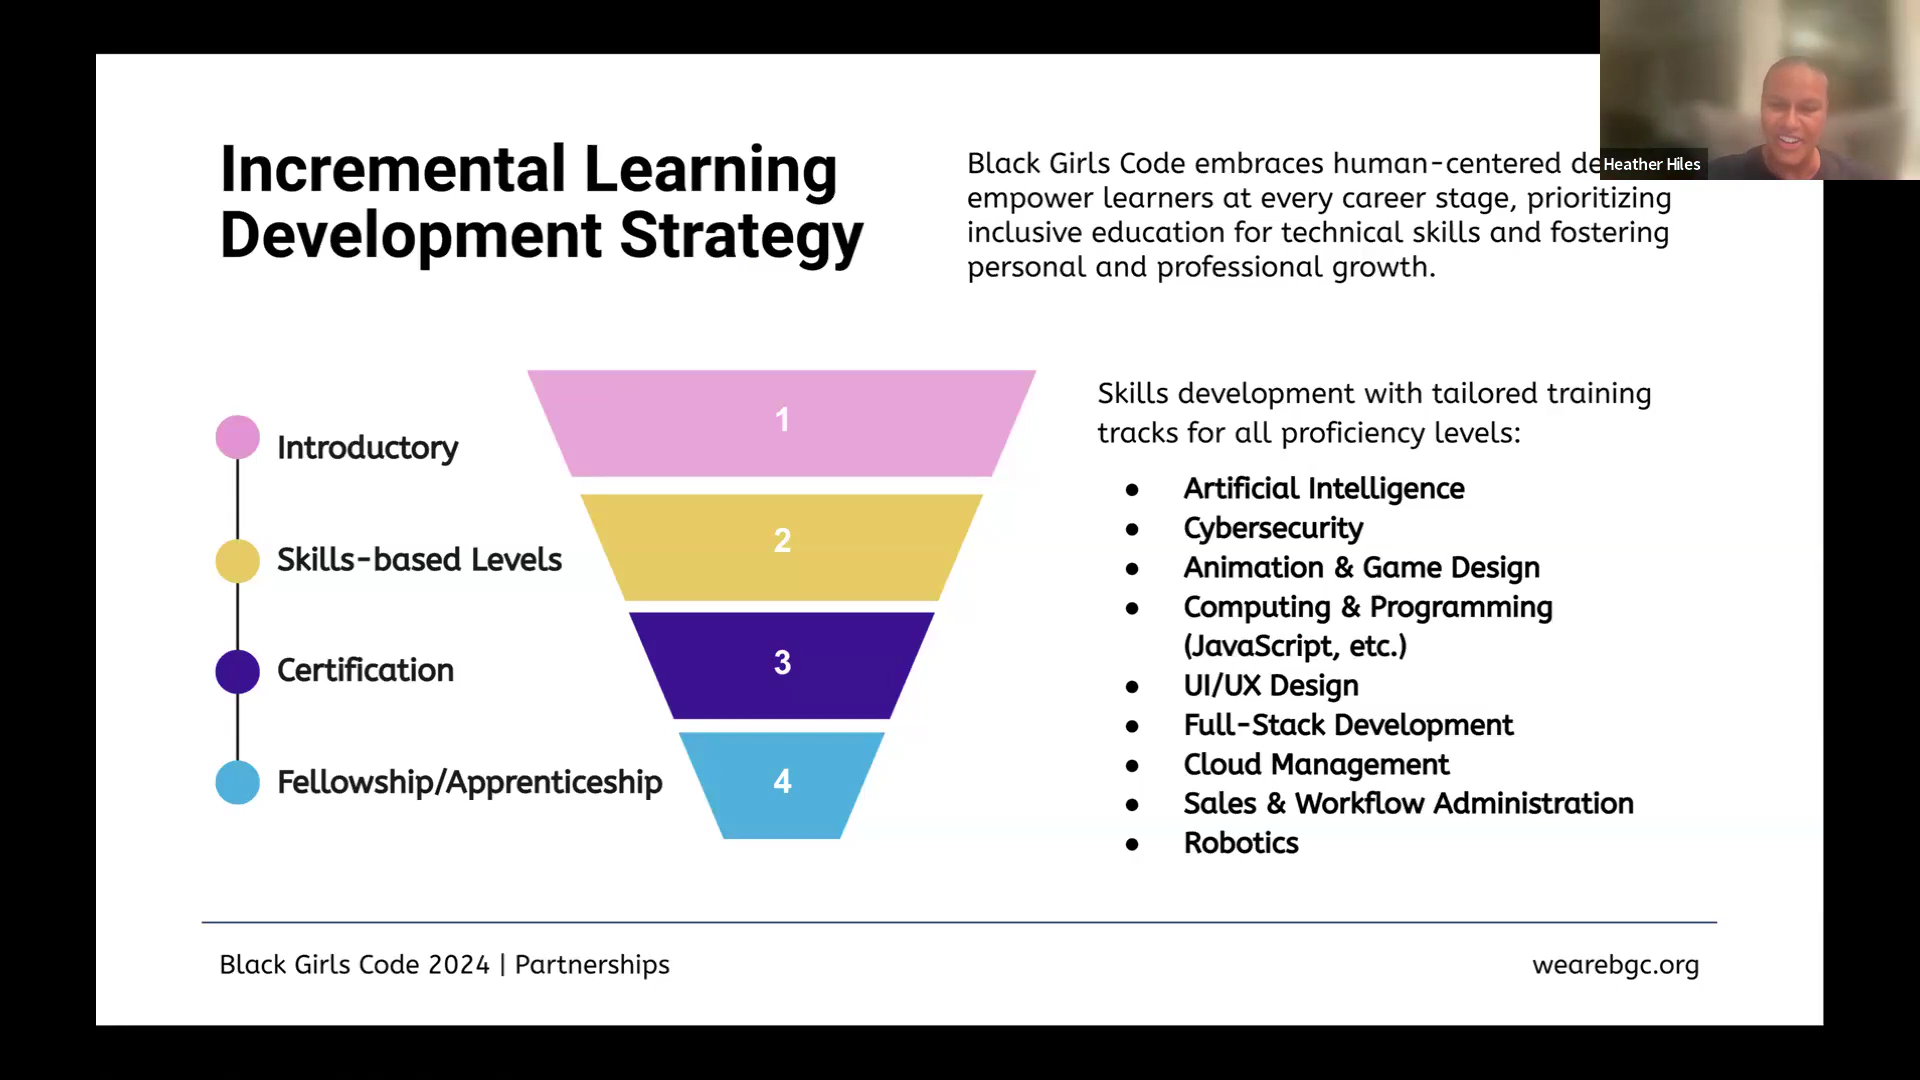 Heather Hiles
Incremental Learning
Development Strategy
Black Girls Code embraces human-centered
empower learners at every career stage, prioritizing
inclusive education for technical skills and fostering
personal and professional growth.
Introductory
Skills-based Levels
Certification
Fellowship/Apprenticeship
1
2
3
4
Skills development with tailored training
tracks for all proficiency levels:
● Artificial Intelligence
● Cybersecurity
● Animation & Game Design
● Computing & Programming
(JavaScript, etc.)
● UI/UX Design
● Full-Stack Development
● Cloud Management
● Sales & Workflow Administration
● Robotics
Black Girls Code 2024 | Partnerships
wearebgc.org